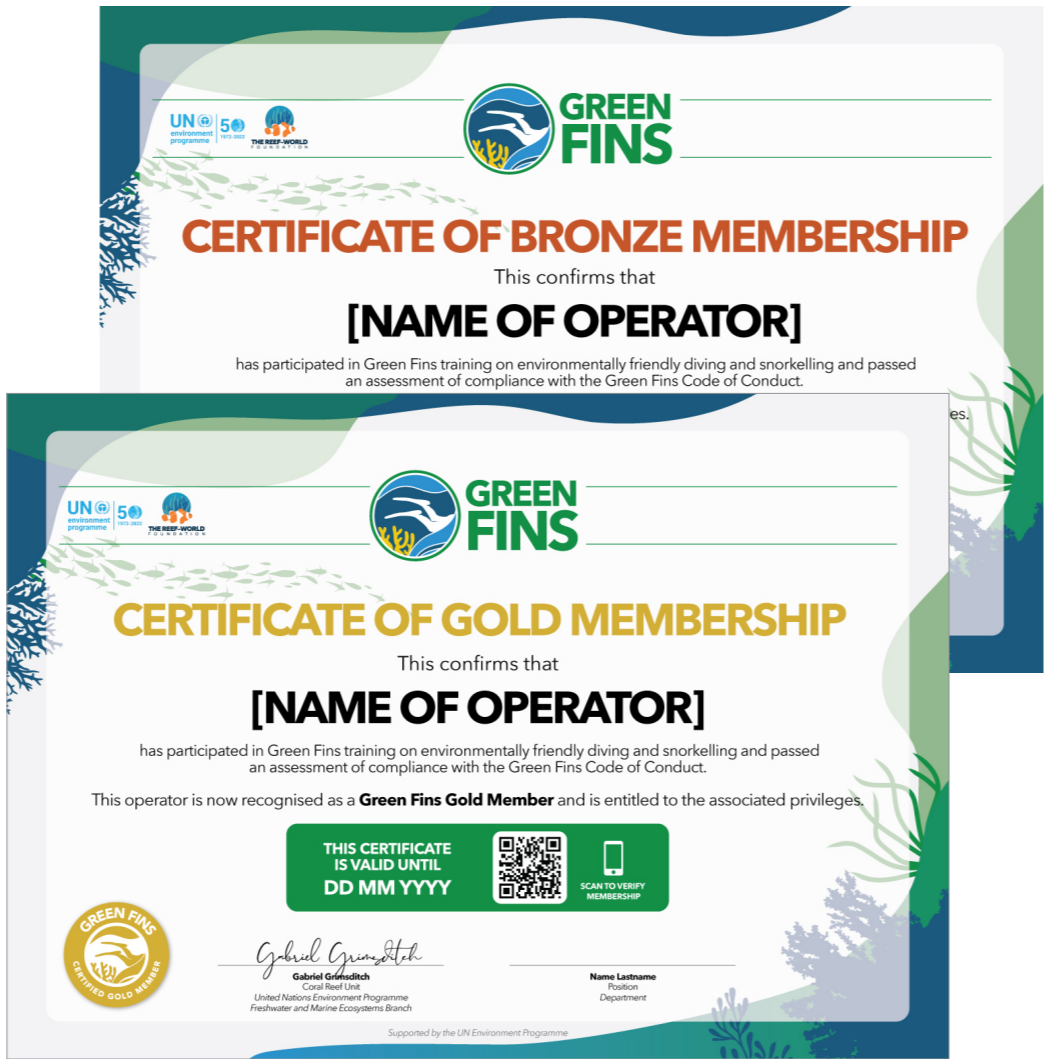 UN
environment
programme
50
1972-2022
THE REEF-WORLD
FOUNDATION
GREEN
FINS
CERTIFICATE OF BRONZE MEMBERSHIP
This confirms that
[NAME OF OPERATOR]
has participated in Green Fins training on environmentally friendly diving and snorkelling and passed
an assessment of compliance with the Green Fins Code of Conduct.
es.
UN
environment
programme
50
1972-2022
THE REEF-WORLD
FOUNDATION
GREEN
FINS
CERTIFICATE OF GOLD MEMBERSHIP
This confirms that
[NAME OF OPERATOR]
has participated in Green Fins training on environmentally friendly diving and snorkelling and passed
an assessment of compliance with the Green Fins Code of Conduct.
This operator is now recognised as a Green Fins Gold Member and is entitled to the associated privileges.
THIS CERTIFICATE
IS VALID UNTIL
DD MM YYYY
SCAN TO VERIFY
MEMBERSHIP
GREEN FINS
CERTIFIED GOLD MEMBER
Gabriel Grimsditch
Gabriel Grimsditch
Coral Reef Unit
United Nations Environment Programme
Freshwater and Marine Ecosystems Branch
Name Lastname
Position
Department
Supported by the UN Environment Programme